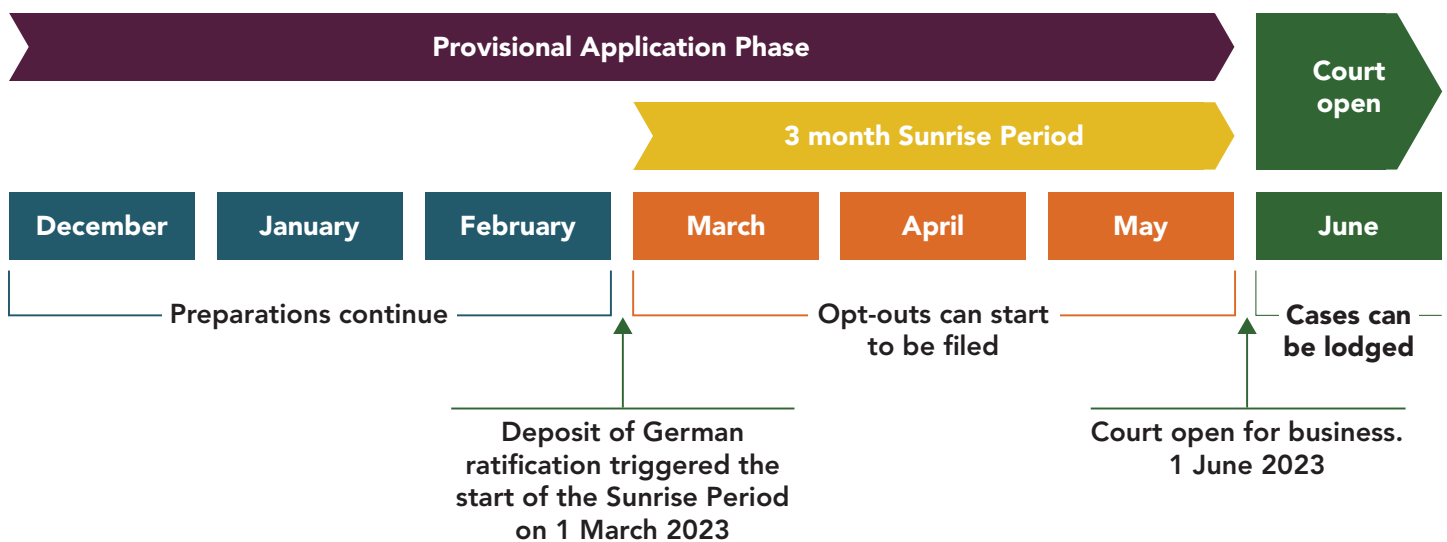 Provisional Application Phase
Court
open
3 month Sunrise Period
December
January
February
March
April
May
June
Preparations continue
Opt-outs can start
to be filed
Cases can
be lodged
Deposit of German
ratification triggered the
start of the Sunrise Period
on 1 March 2023
Court open for business.
1 June 2023